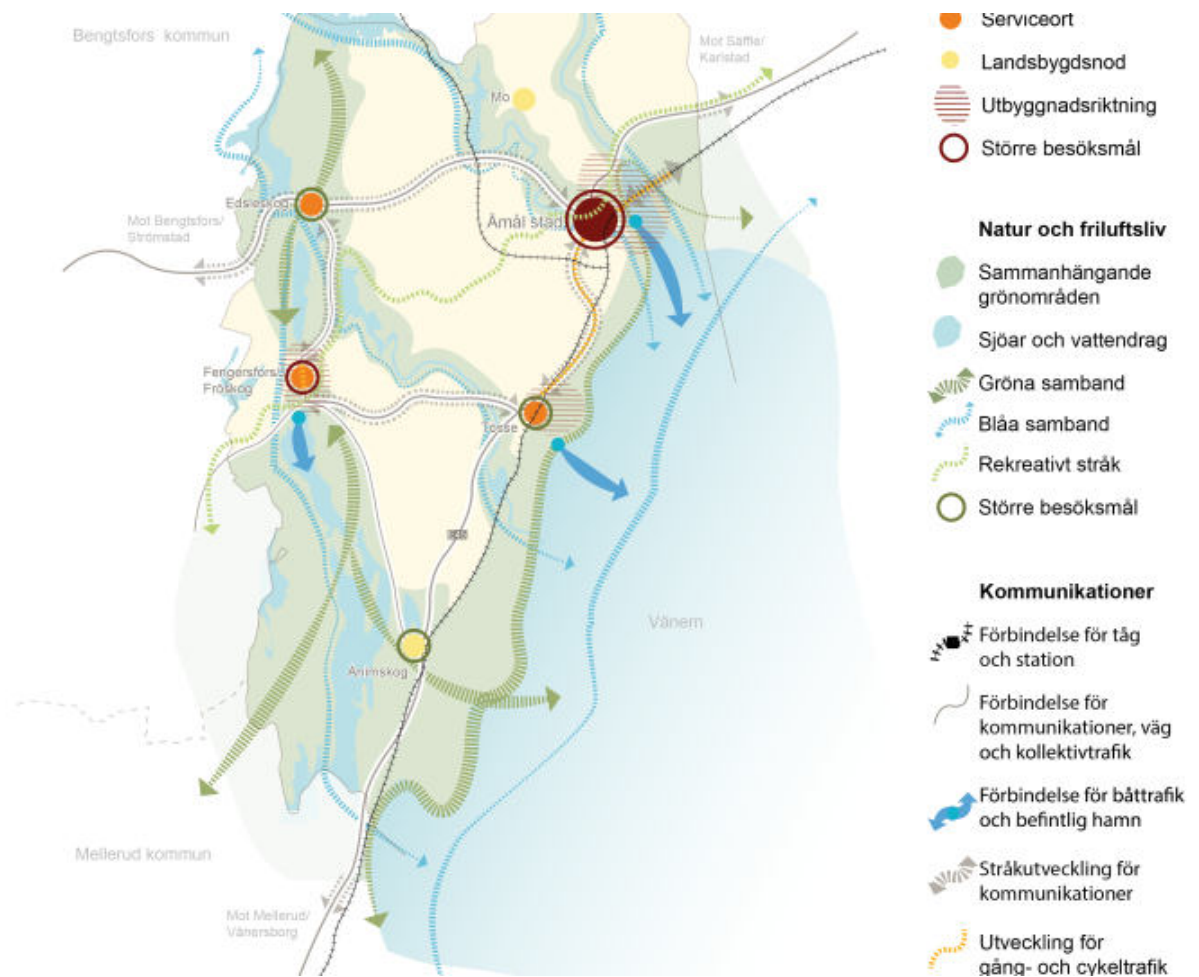 Bengtsfors kommun
Mot Säffle/
Karlstad
Mo
Edsleskog
Åmål stad
Mot Bengtsfors/
Strömstad
Fengersfors/
Fröskog
Tösse
E45
Vänern
Ånimskog
Mellerud kommun
Mot Mellerud/
Vänersborg
Serviceort
Landsbygdsnod
Utbyggnadsriktning
Större besöksmål
Natur och friluftsliv
Sammanhängande
grönområden
Sjöar och vattendrag
Gröna samband
Blåa samband
Rekreativt stråk
Större besöksmål
Kommunikationer
Förbindelse för tåg
och station
Förbindelse för
kommunikationer, väg
och kollektivtrafik
Förbindelse för båttrafik
och befintlig hamn
Stråkutveckling för
kommunikationer
Utveckling för
gång- och cykeltrafik